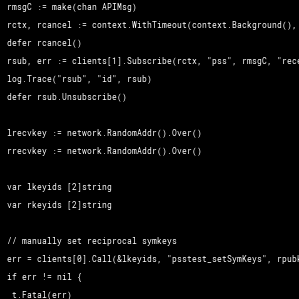 rmsgC := make(chan APIMsg)
rctx, rcancel := context.WithTimeout(context.Background(),
defer rcancel()
rsub, err := clients[1].Subscribe(rctx, "pss", rmsgC, "rece
log.Trace("rsub", "id", rsub)
defer rsub.Unsubscribe()
lrecvkey := network.RandomAddr().Over()
rrecvkey := network.RandomAddr().Over()
var lkeyids [2]string
var rkeyids [2]string
// manually set reciprocal symkeys
err = clients[0].Call(&lkeyids, "psstest_setSymKeys", rpubk
if err != nil {
t.Fatal(err)